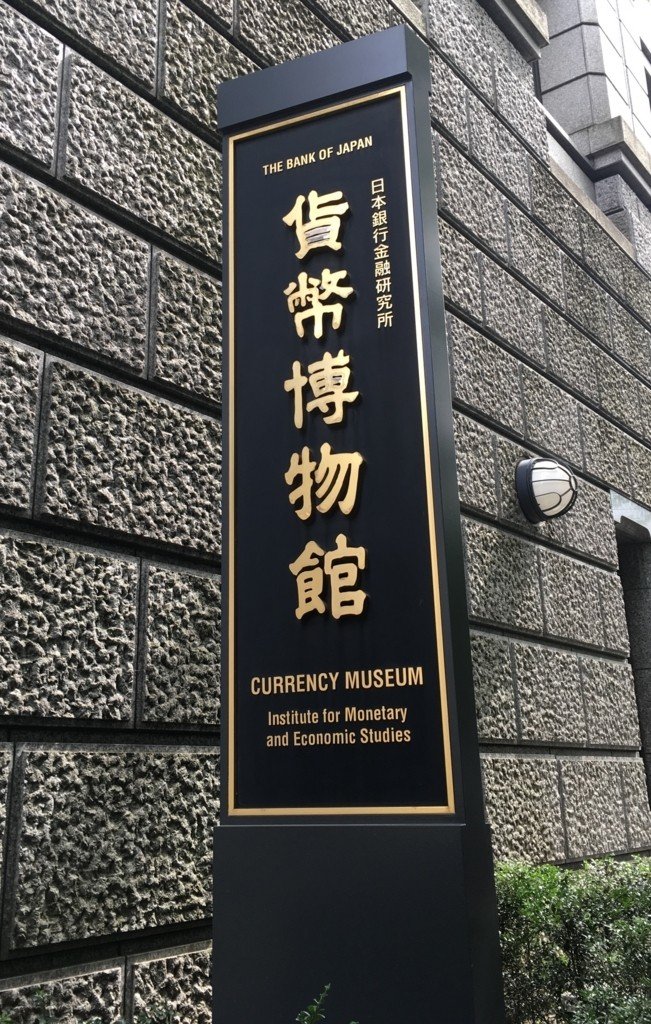 THE BANK OF JAPAN
日本銀行金融研究所
貨幣博物館
CURRENCY MUSEUM
Institute for Monetary
and Economic Studies